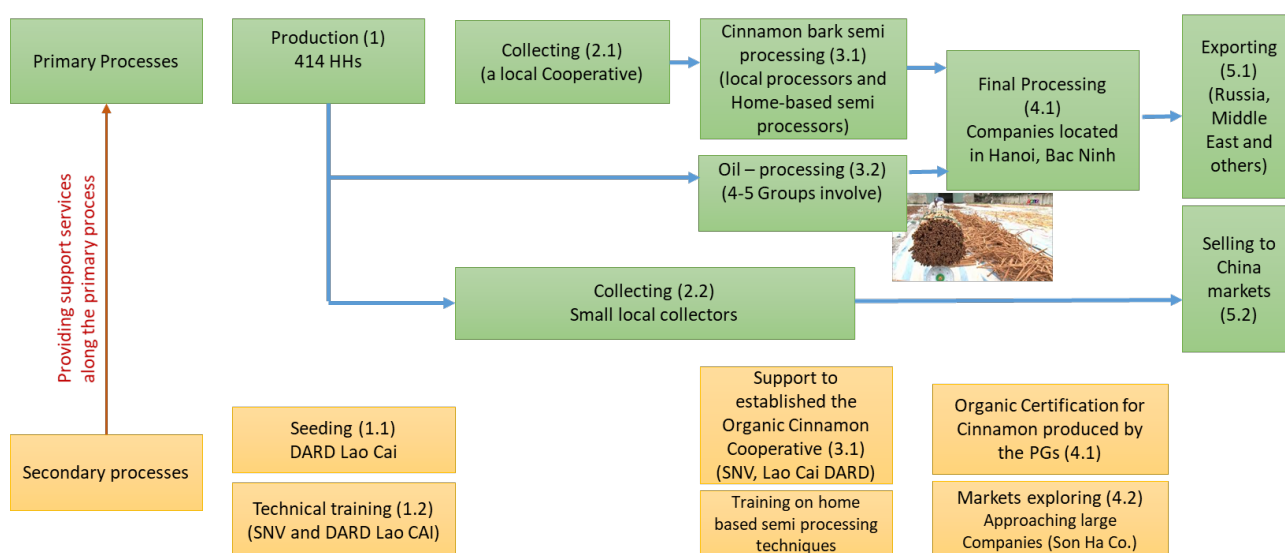 Primary Processes
Production (1)
414 HHs
Collecting (2.1)
(a local Cooperative)
Cinnamon bark semi
processing (3.1)
(local processors and
Home-based semi
processors)
Final Processing
(4.1)
Companies located
in Hanoi, Bac Ninh
Exporting
(5.1)
(Russia,
Middle
East and
others)
Oil – processing (3.2)
(4-5 Groups involve)
Collecting (2.2)
Small local collectors
Selling to
China
markets
(5.2)
Providing support services
along the primary process
Secondary processes
Seeding (1.1)
DARD Lao Cai
Technical training (1.2)
(SNV and DARD Lao CAI)
Support to
established the
Organic Cinnamon
Cooperative (3.1)
(SNV, Lao Cai DARD)
Training on home
based semi processing
techniques
Organic Certification for
Cinnamon produced by
the PGs (4.1)
Markets exploring (4.2)
Approaching large
Companies (Son Ha Co.)